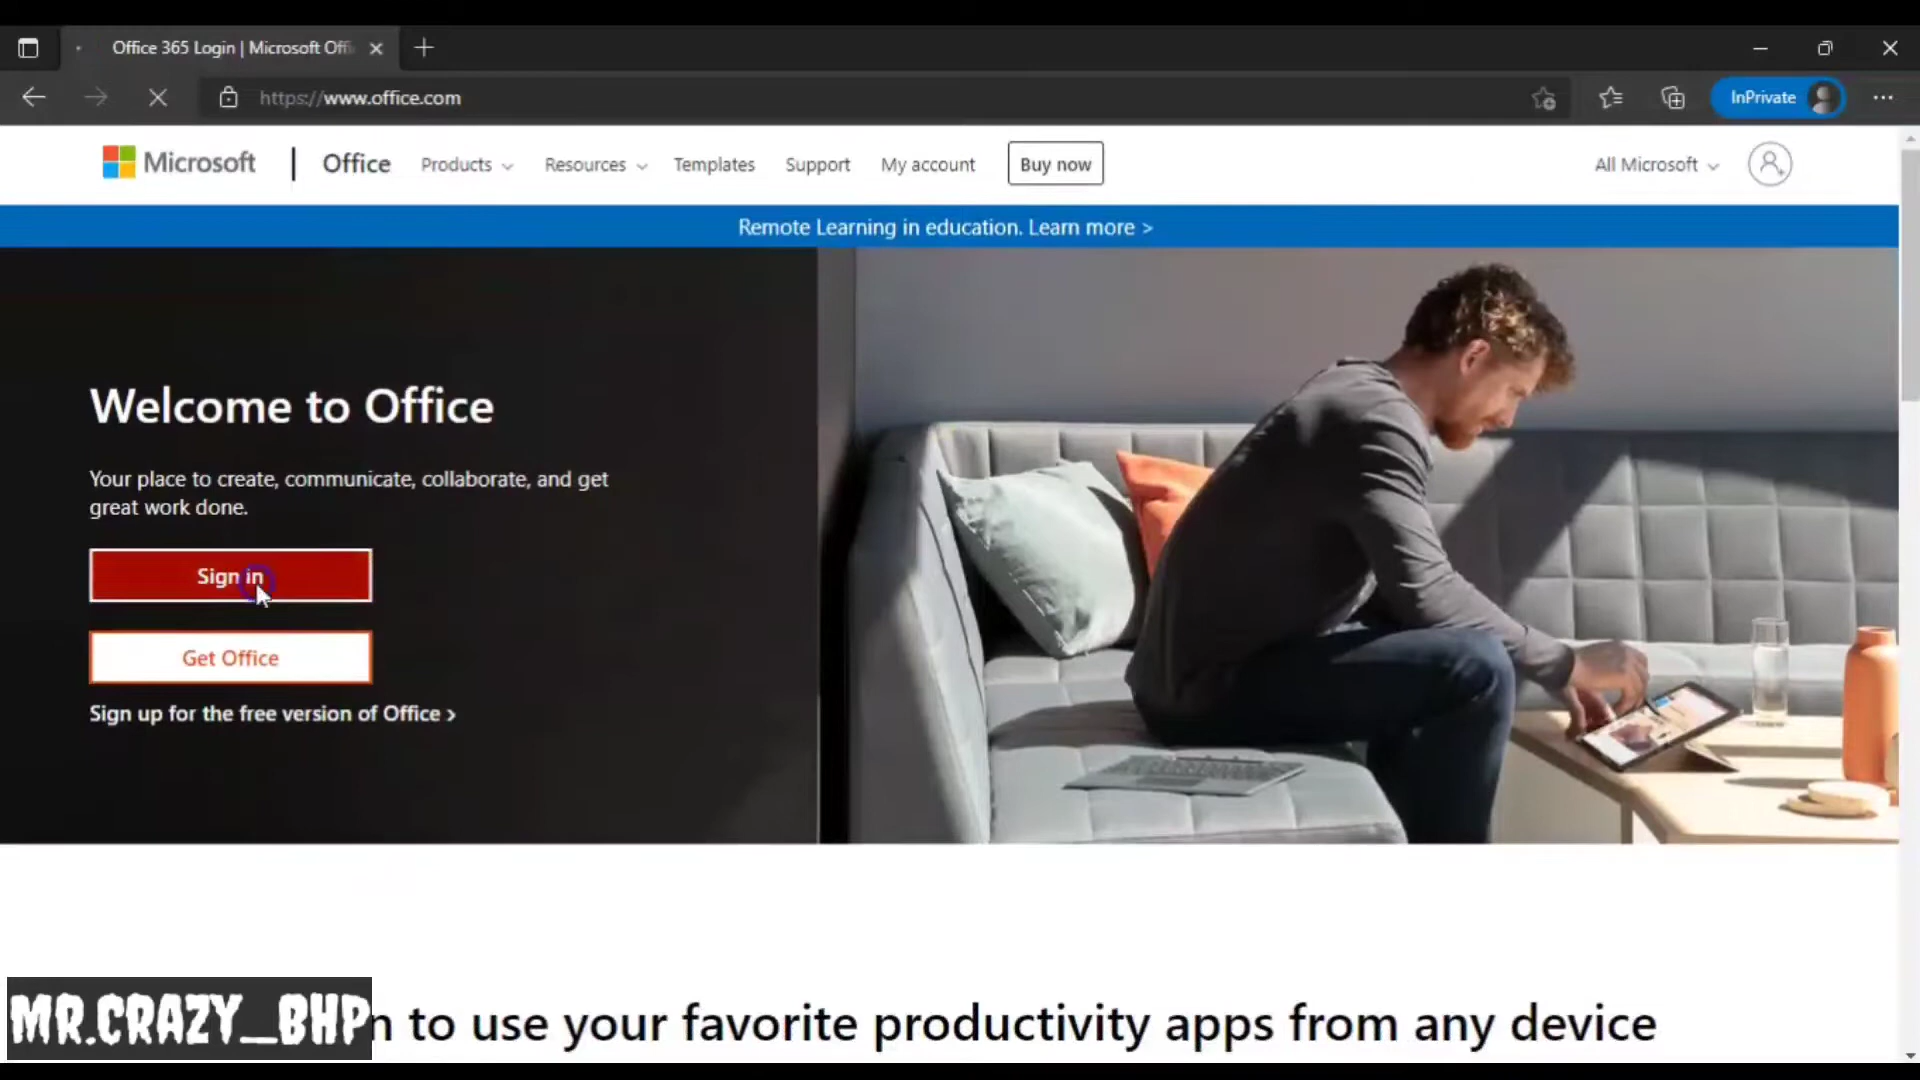 Office 365 Login | Microsoft Offi
https://www.office.com
InPrivate
Microsoft
Office
Products
Resources
Templates
Support
My account
Buy now
All Microsoft
Remote Learning in education. Learn more >
Welcome to Office
Your place to create, communicate, collaborate, and get
great work done.
Sign in
Get Office
Sign up for the free version of Office >
MR.CRAZY_BHP
n to use your favorite productivity apps from any device